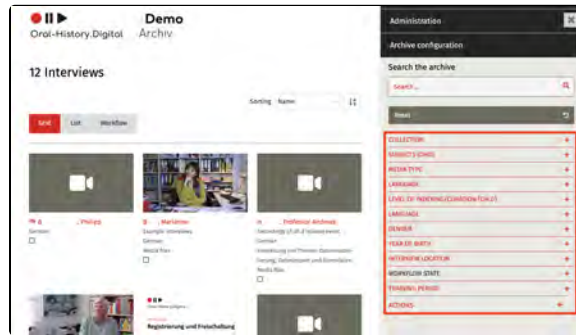 Demo
Oral-History.Digital Archiv
12 Interviews
Sorting Name
Grid List Workflow
, Philipp
German
B , Marianne
Example Interviews
German
Media files
H , Professor Andreas
German
Media files
Registrierung und Freischaltung
Administration
Archive configuration
Search the archive
Search...
Reset
COLLECTION
MEDIA TYPE
LANGUAGE
LANGUAGE
GENDER
YEAR OF BIRTH
INTERVIEW LOCATION
WORKFLOW STATE
ACTIONS